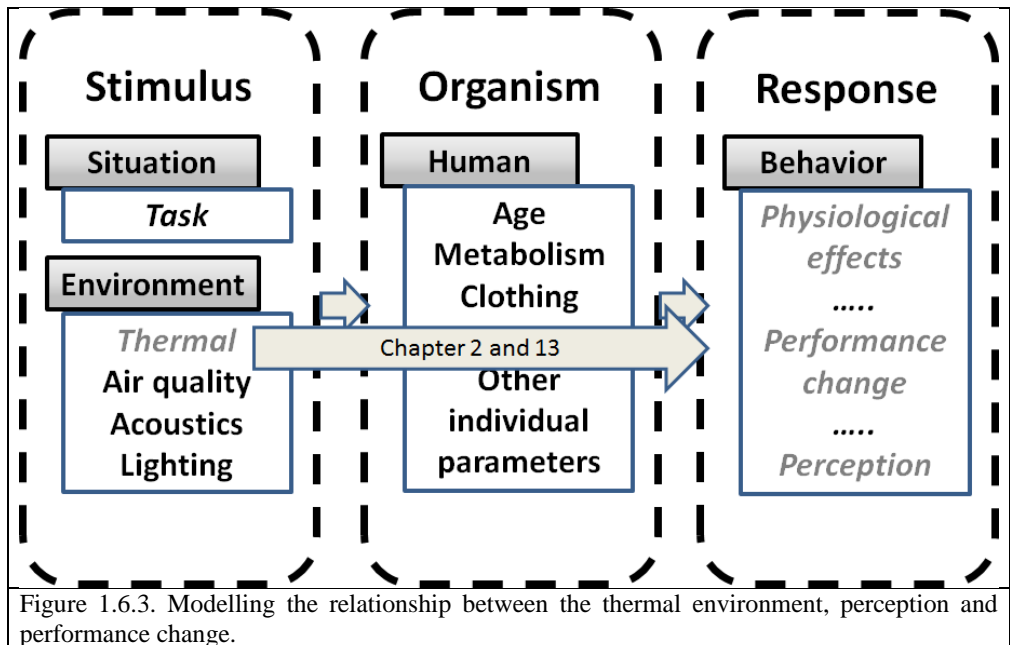 Stimulus
Situation
Task
Environment
Thermal
Air quality
Acoustics
Lighting
Organism
Human
Age
Metabolism
Clothing
Chapter 2 and 13
Other
individual
parameters
Response
Behavior
Physiological
effects
.....
Performance
change
.....
Perception
Figure 1.6.3. Modelling the relationship between the thermal environment, perception and
performance change.